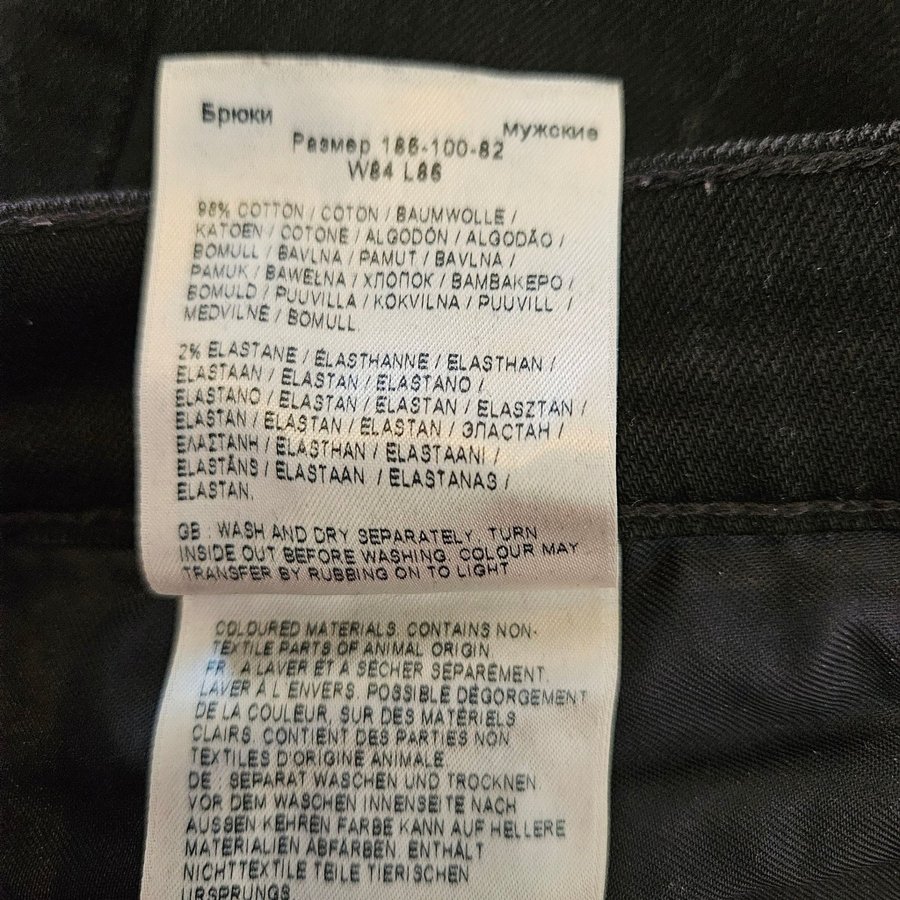 Брюки
мужские
Размер 186-100-82
W34 L36
98% COTTON / COTON / BAUMWOLLE /
KATOEN / COTONE / ALGODÓN / ALGODÃO /
BOMULL / BAVLNA / PAMUT / BAVLNA /
PAMUK / BAWEŁNA / ХЛОПОК / ΒΑΜΒΑΚΕΡΟ /
BOMULD / PUUVILLA / KOKVILNA / PUUVILL /
MEDVILNĖ / BOMULL.
2% ELASTANE / ÉLASTHANNE / ELASTHAN /
ELASTAAN / ELASTAN / ELASTANO /
ELASTANO / ELASTAN / ELASTAN / ELASZTAN /
ELASTAN / ELASTAN / ELASTAN / ЭЛАСТАН /
ΕΛΑΣΤΑΝΗ / ELASTHAN / ELASTAANI /
ELASTĀNS / ELASTAAN / ELASTANAS /
ELASTAN.
GB : WASH AND DRY SEPARATELY, TURN
INSIDE OUT BEFORE WASHING. COLOUR MAY
TRANSFER BY RUBBING ON TO LIGHT
COLOURED MATERIALS. CONTAINS NON-
TEXTILE PARTS OF ANIMAL ORIGIN.
FR : A LAVER ET A SECHER SEPAREMENT.
LAVER A L'ENVERS. POSSIBLE DEGORGEMENT
DE LA COULEUR, SUR DES MATÉRIELS
CLAIRS. CONTIENT DES PARTIES NON
TEXTILES D'ORIGINE ANIMALE.
DE : SEPARAT WASCHEN UND TROCKNEN
VOR DEM WASCHEN INNENSEITE NACH
AUSSEN KEHREN FARBE KANN AUF HELLERE
MATERIALIEN ABFÄRBEN. ENTHÄLT
NICHTTEXTILE TEILE TIERISCHEN
URSPRUNGS.